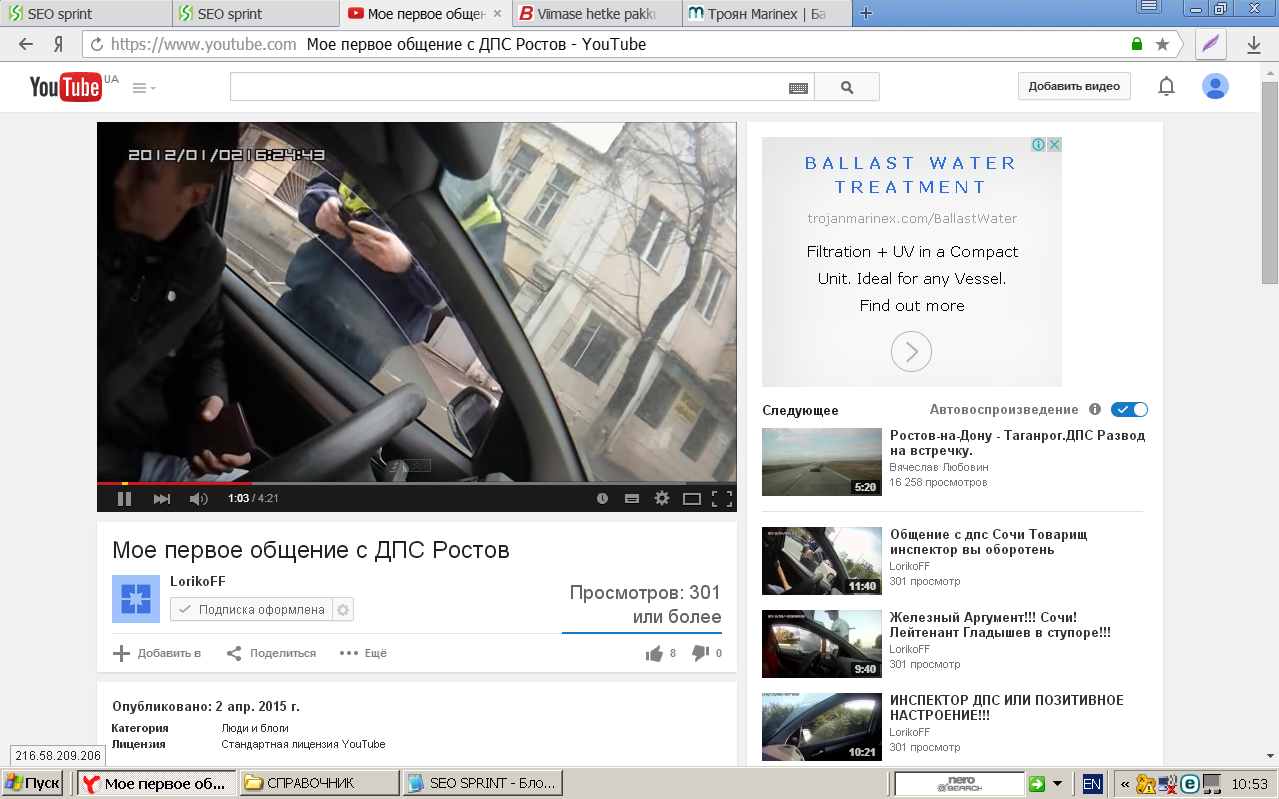 SEO sprint
SEO sprint
Мое первое общен
Viimase hetke pakku
Троян Marinex | Ба
https://www.youtube.com Мое первое общение с ДПС Ростов - YouTube
YouTube UA
Добавить видео
2012/01/02 16:24:43
1:03 / 4:21
BALLAST WATER
TREATMENT
trojanmarinex.com/BallastWater
Filtration + UV in a Compact
Unit. Ideal for any Vessel.
Find out more
Следующее
Автовоспроизведение
Ростов-на-Дону - Таганрог.ДПС Развод
на встречку.
Вячеслав Любовин
16 258 просмотров
5:20
Общение с дпс Сочи Товарищ
инспектор вы оборотень
LorikoFF
301 просмотр
11:40
Железный Аргумент!!! Сочи!
Лейтенант Гладышев в ступоре!!!
LorikoFF
301 просмотр
9:40
ИНСПЕКТОР ДПС ИЛИ ПОЗИТИВНОЕ
НАСТРОЕНИЕ!!!
LorikoFF
301 просмотр
10:21
Мое первое общение с ДПС Ростов
LorikoFF
Подписка оформлена
Просмотров: 301
или более
Добавить в
Поделиться
Ещё
8
0
Опубликовано: 2 апр. 2015 г.
Категория Люди и блоги
Лицензия Стандартная лицензия YouTube
216.58.209.206
Пуск
Мое первое об...
СПРАВОЧНИК
SEO SPRINT - Бло...
nero
@SEARCH
EN
10:53